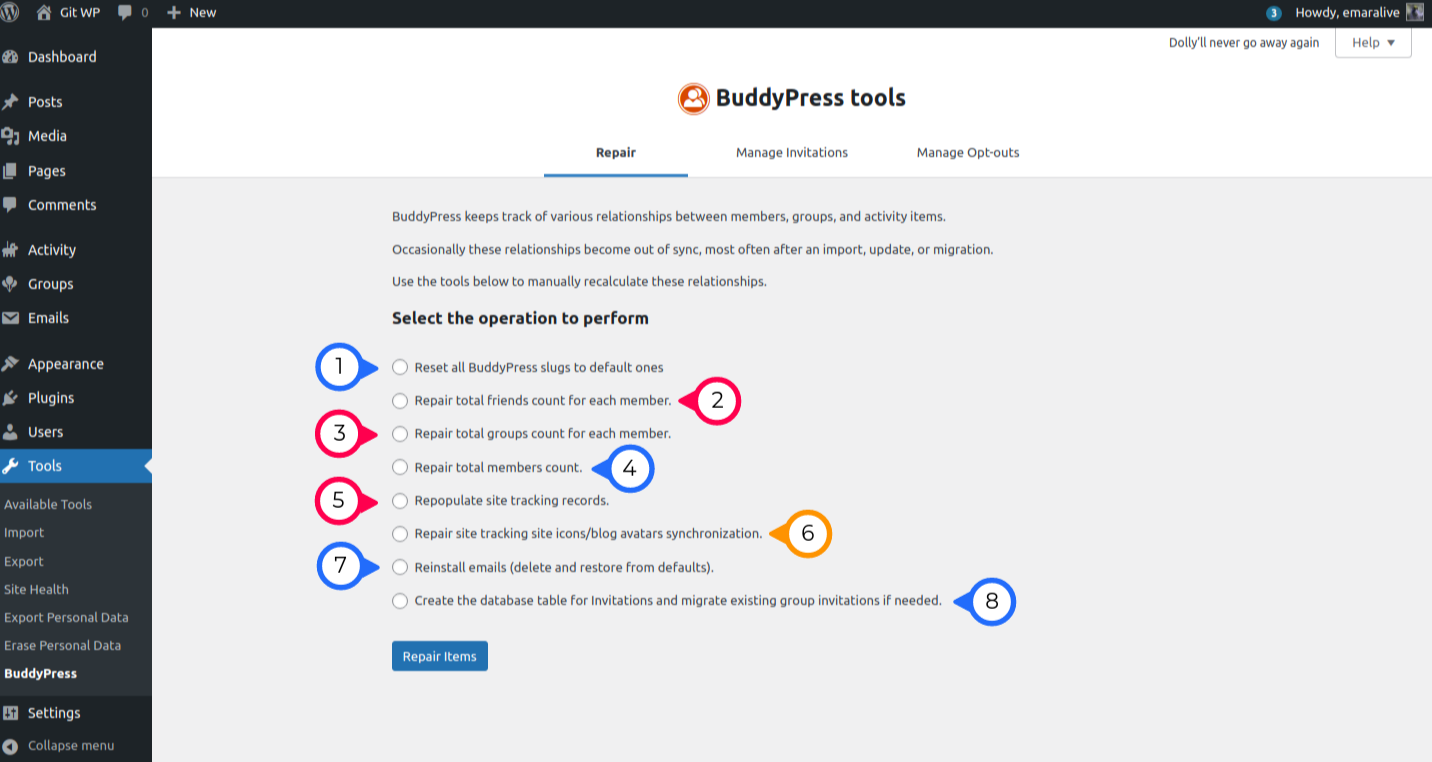 Git WP 0 New 3 Howdy, emaralive
Dolly'll never go away again Help
Dashboard
Posts
Media
Pages
Comments
Activity
Groups
Emails
Appearance
Plugins
Users
Tools
Available Tools
Import
Export
Site Health
Export Personal Data
Erase Personal Data
BuddyPress
Settings
Collapse menu
BuddyPress tools
Repair Manage Invitations Manage Opt-outs
BuddyPress keeps track of various relationships between members, groups, and activity items.
Occasionally these relationships become out of sync, most often after an import, update, or migration.
Use the tools below to manually recalculate these relationships.
Select the operation to perform
1 Reset all BuddyPress slugs to default ones
Repair total friends count for each member. 2
3 Repair total groups count for each member.
Repair total members count. 4
5 Repopulate site tracking records.
Repair site tracking site icons/blog avatars synchronization. 6
7 Reinstall emails (delete and restore from defaults).
Create the database table for Invitations and migrate existing group invitations if needed. 8
Repair Items